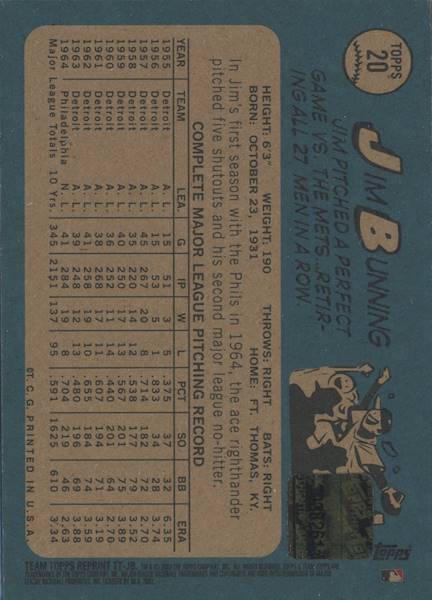 TOPPS
20
JIM BUNNING
JIM PITCHED A PERFECT
GAME VS. THE METS...RETIR-
ING ALL 27 MEN IN A ROW.
HEIGHT: 6'3" WEIGHT: 190 THROWS: RIGHT BATS: RIGHT
BORN: OCTOBER 23, 1931 HOME: FT. THOMAS, KY.
In Jim's first season with the Phils in 1964, the ace righthander
pitched five shutouts and his second major league no-hitter.
COMPLETE MAJOR LEAGUE PITCHING RECORD
YEAR TEAM LEA. G IP W L PCT SO BB ERA
1955 Detroit A. L. 15 51 3 5 .375 37 32 6.35
1956 Detroit A. L. 15 53 5 1 .833 34 28 3.74
1957 Detroit A. L. 45 267 20 8 .714 182 72 2.70
1958 Detroit A. L. 35 220 14 12 .538 177 79 3.52
1959 Detroit A. L. 40 250 17 13 .567 201 75 3.89
1960 Detroit A. L. 36 252 11 14 .440 201 64 2.79
1961 Detroit A. L. 38 268 17 11 .607 194 71 3.19
1962 Detroit A. L. 41 258 19 10 .655 184 74 3.59
1963 Detroit A. L. 39 248 12 13 .480 196 69 3.88
1964 Philadelphia N. L. 41 284 19 8 .704 219 46 2.63
Major League Totals 10 Yrs. 345 2151 137 95 .591 1625 610 3.34
©T. C. G. PRINTED IN U.S.A.
Topps
TEAM TOPPS REPRINT TT-JB.